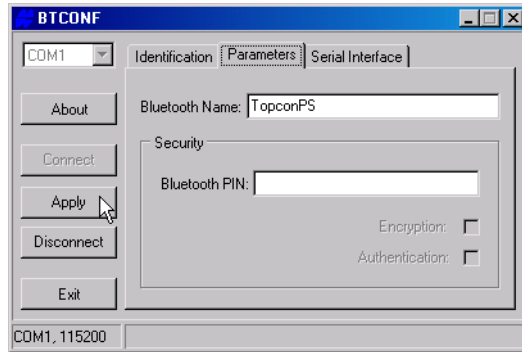 BTCONF
COM1
Identification
Parameters
Serial Interface
About
Connect
Apply
Disconnect
Exit
Bluetooth Name: TopconPS
Security
Bluetooth PIN:
Encryption:
Authentication:
COM1, 115200